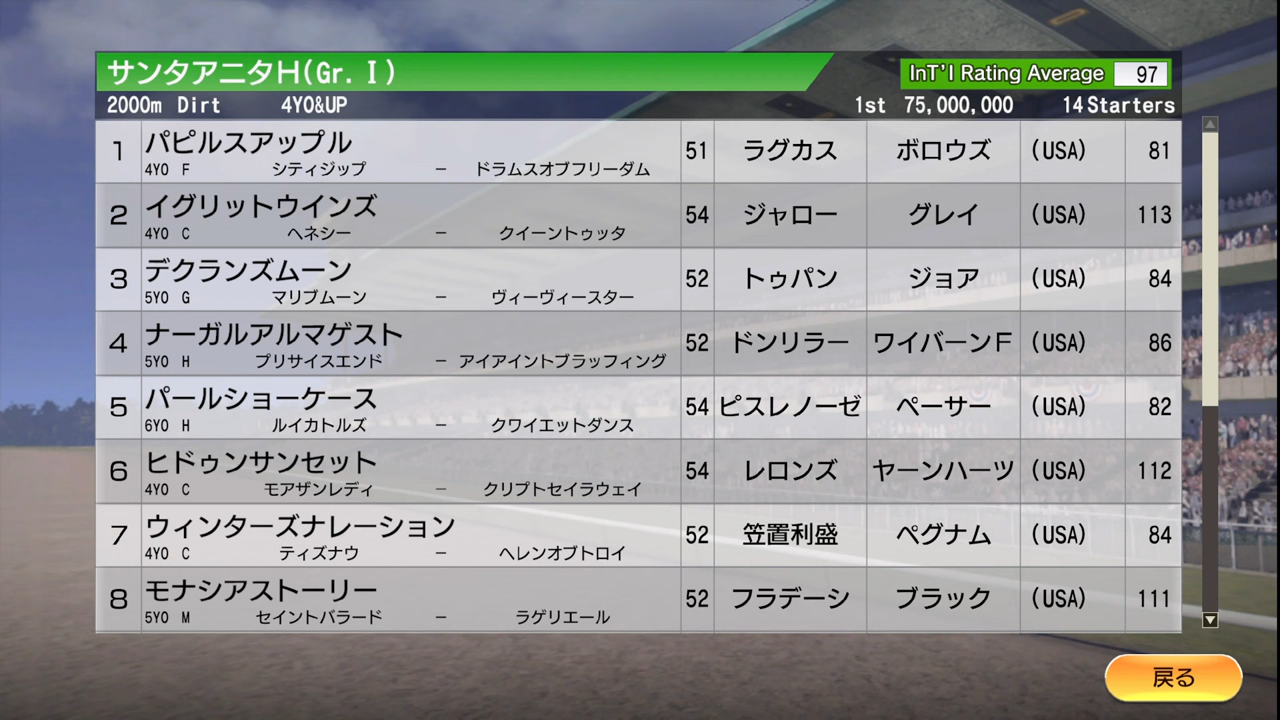 サンタアニタH(Gr.Ⅰ)
InT'l Rating Average 97
2000m Dirt 4YO&UP 1st 75,000,000 14Starters
1 パピルスアップル 51 ラグカス ボロウズ (USA) 81
4YO F シティジップ － ドラムスオブフリーダム
2 イグリットウインズ 54 ジャロー グレイ (USA) 113
4YO C ヘネシー － クイーントゥッタ
3 デクランズムーン 52 トゥパン ジョア (USA) 84
5YO G マリブムーン － ヴィーヴィースター
4 ナーガルアルマゲスト 52 ドンリラー ワイバーンF (USA) 86
5YO H プリサイスエンド － アイアイントブラッフィング
5 パールショーケース 54 ピスレノーゼ ペーサー (USA) 82
6YO H ルイカトルズ － クワイエットダンス
6 ヒドゥンサンセット 54 レロンズ ヤーンハーツ (USA) 112
4YO C モアザンレディ － クリプトセイラウェイ
7 ウィンターズナレーション 52 笠置利盛 ペグナム (USA) 84
4YO C ティズナウ － ヘレンオブトロイ
8 モナシアストーリー 52 フラデーシ ブラック (USA) 111
5YO M セイントバラード － ラゲリエール
戻る